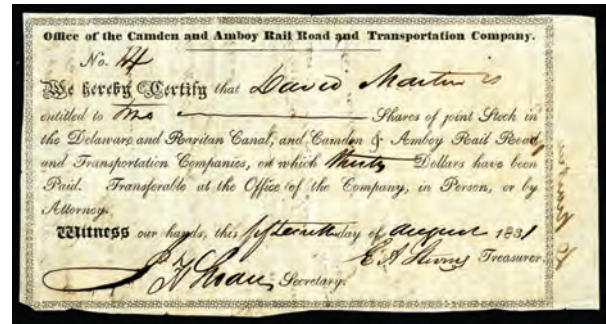 Office of the Camden and Amboy Rail Road and Transportation Company.
No. 14
We hereby Certify that David Martin is
entitled to Two Shares of joint Stock in
the Delaware and Raritan Canal, and Camden & Amboy Rail Road
and Transportation Companies, on which thirty Dollars have been
Paid. Transferable at the Office of the Company, in Person, or by
Attorney.
Witness our hands, this fifteenth day of August 1831
E A Stevens Treasurer.
Secretary.